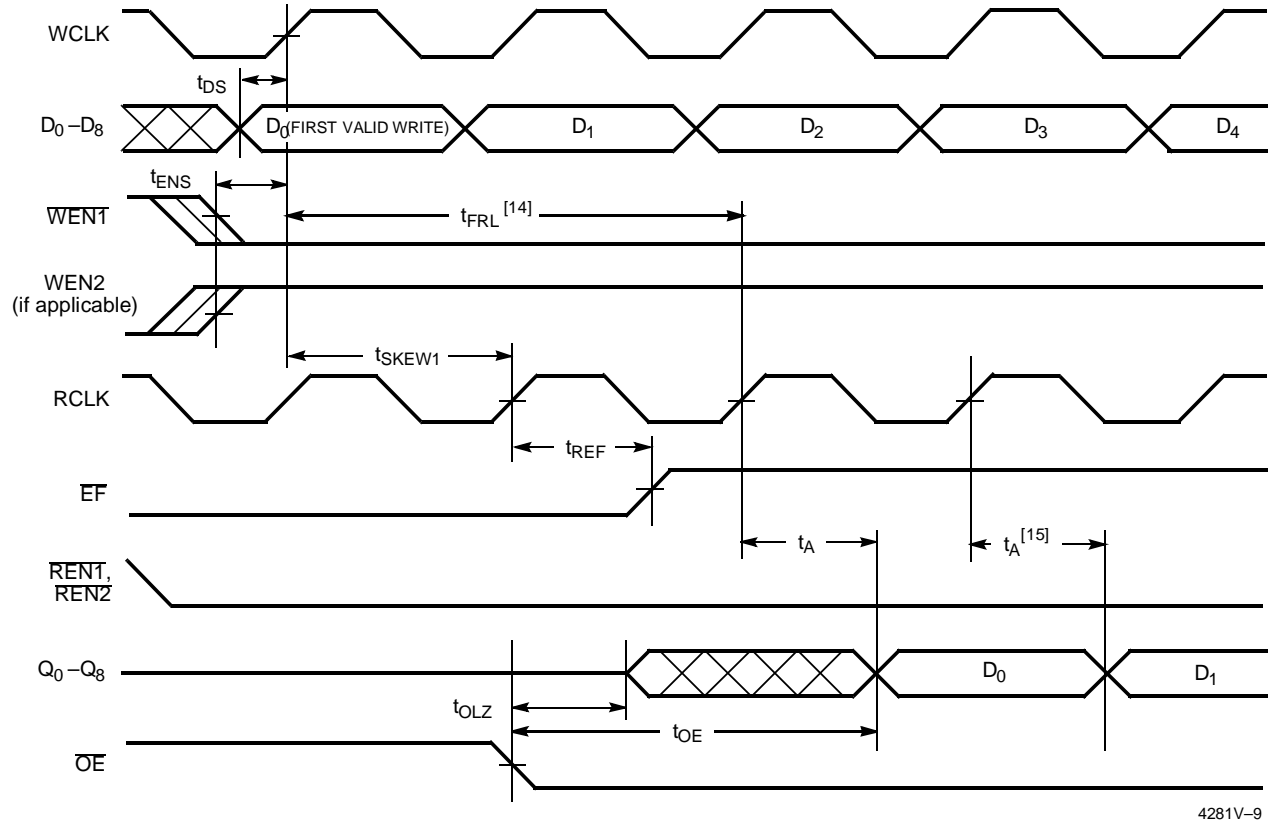 WCLK
tDS
D0–D8
D0(FIRST VALID WRITE)
D1
D2
D3
D4
tENS
WEN1
tFRL [14]
WEN2
(if applicable)
tSKEW1
RCLK
tREF
EF
tA
tA[15]
REN1,
REN2
Q0–Q8
D0
D1
tOLZ
tOE
OE
4281V–9